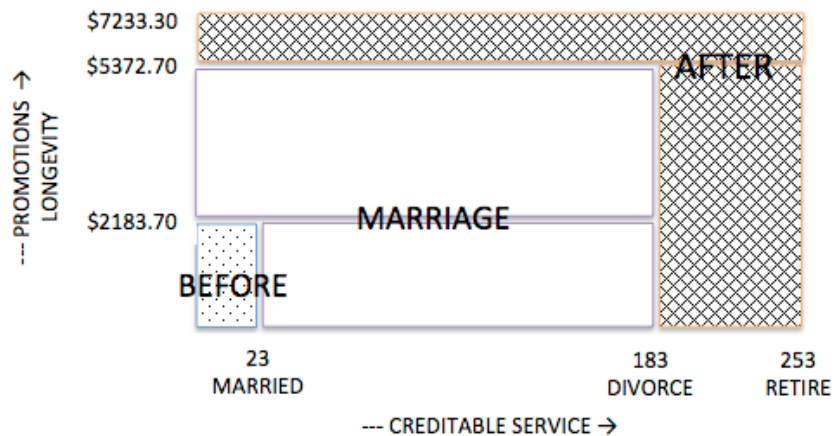 $7233.30
$5372.70
AFTER
--- PROMOTIONS →
LONGEVITY
$2183.70
MARRIAGE
BEFORE
23
MARRIED
183
DIVORCE
253
RETIRE
--- CREDITABLE SERVICE →